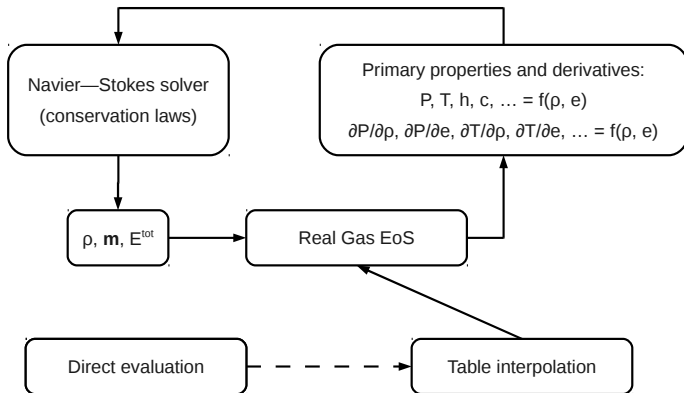 Navier—Stokes solver
(conservation laws)
Primary properties and derivatives:
P, T, h, c, … = f(ρ, e)
∂P/∂ρ, ∂P/∂e, ∂T/∂ρ, ∂T/∂e, … = f(ρ, e)
ρ, m, Eᵗᵒᵗ
Real Gas EoS
Direct evaluation
Table interpolation